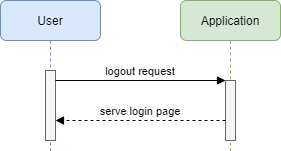 User
Application
logout request
serve login page